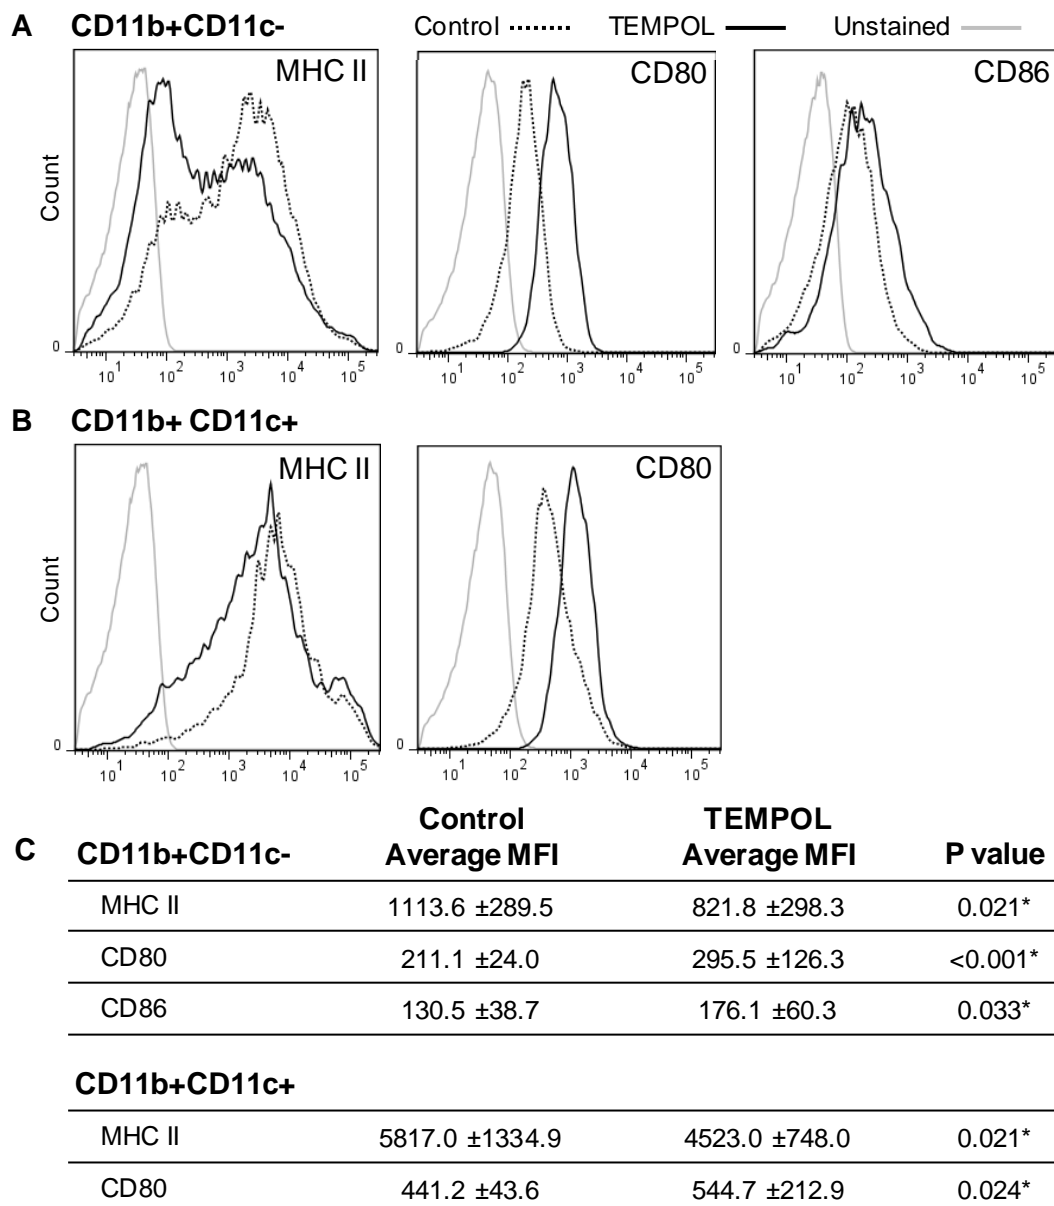 A CD11b+CD11c- Control TEMPOL Unstained
MHC II CD80 CD86
Count
0 0 0
10^1 10^2 10^3 10^4 10^5 10^1 10^2 10^3 10^4 10^5 10^1 10^2 10^3 10^4 10^5
B CD11b+ CD11c+
MHC II CD80
Count
0 0
10^1 10^2 10^3 10^4 10^5 10^1 10^2 10^3 10^4 10^5
Control TEMPOL
C CD11b+CD11c- Average MFI Average MFI P value
MHC II 1113.6 ±289.5 821.8 ±298.3 0.021*
CD80 211.1 ±24.0 295.5 ±126.3 <0.001*
CD86 130.5 ±38.7 176.1 ±60.3 0.033*
CD11b+CD11c+
MHC II 5817.0 ±1334.9 4523.0 ±748.0 0.021*
CD80 441.2 ±43.6 544.7 ±212.9 0.024*